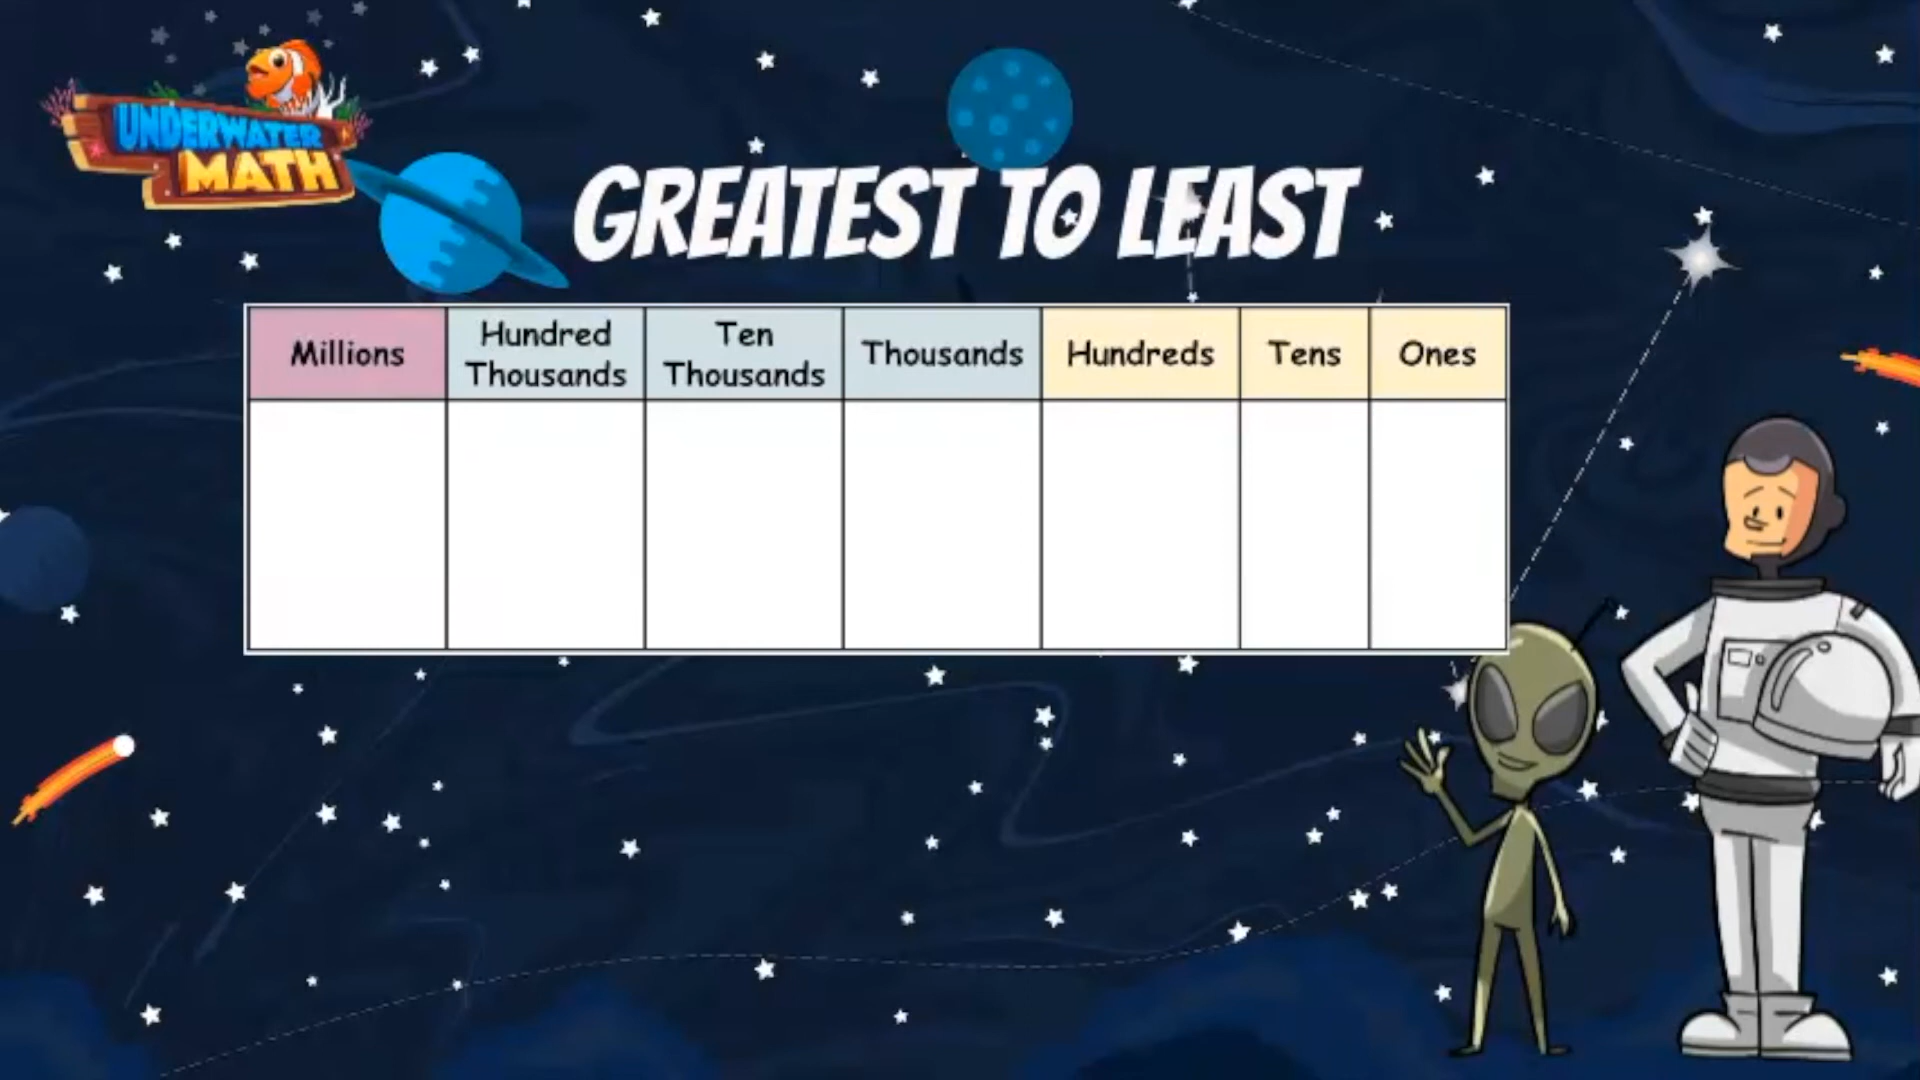 UNDERWATER
MATH
GREATEST TO LEAST
Millions
Hundred
Thousands
Ten
Thousands
Thousands
Hundreds
Tens
Ones